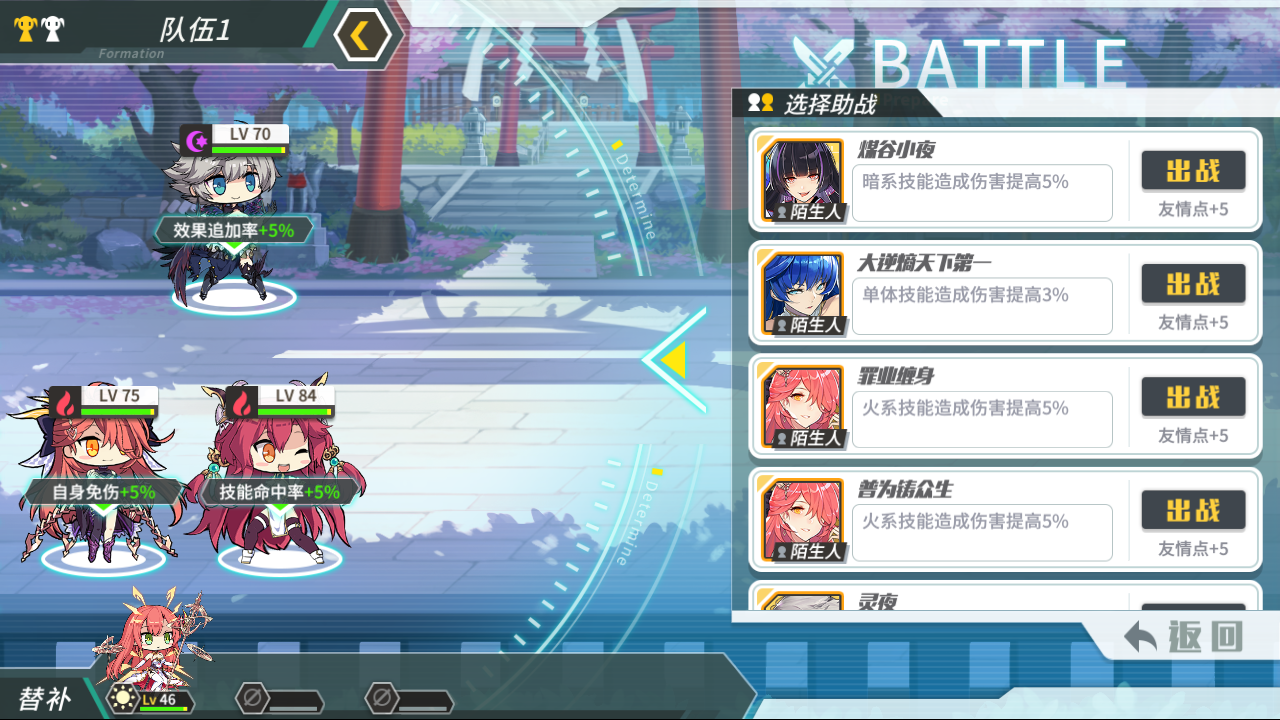 队伍1
Formation
BATTLE
选择助战
LV 70
效果追加率+5%
LV 75
自身免伤+5%
LV 84
技能命中率+5%
Determine
Determine
煤谷小夜
暗系技能造成伤害提高5%
陌生人
出战
友情点+5
大逆熵天下第一
单体技能造成伤害提高3%
陌生人
出战
友情点+5
罪业缠身
火系技能造成伤害提高5%
陌生人
出战
友情点+5
普为铸众生
火系技能造成伤害提高5%
陌生人
出战
友情点+5
灵夜
返回
替补
Lv 46